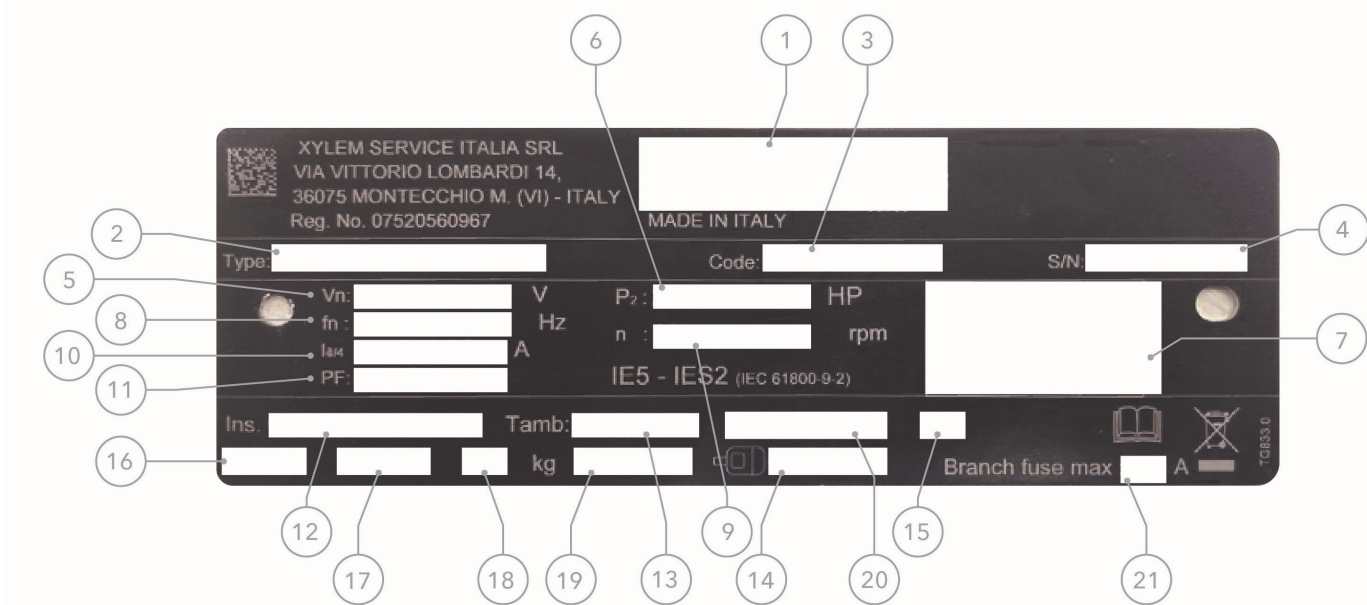 6
1
3
XYLEM SERVICE ITALIA SRL
VIA VITTORIO LOMBARDI 14,
36075 MONTECCHIO M. (VI) - ITALY
Reg. No. 07520560967
MADE IN ITALY
2
4
Type:
Code:
S/N:
5
Vn: V
P₂ : HP
8
fn : Hz
n : rpm
7
10
A
11
PF:
IE5 - IES2 (IEC 61800-9-2)
Ins.
Tamb:
TG833.0
16
kg
Branch fuse max A
12
17
18
19
13
9
14
20
15
21